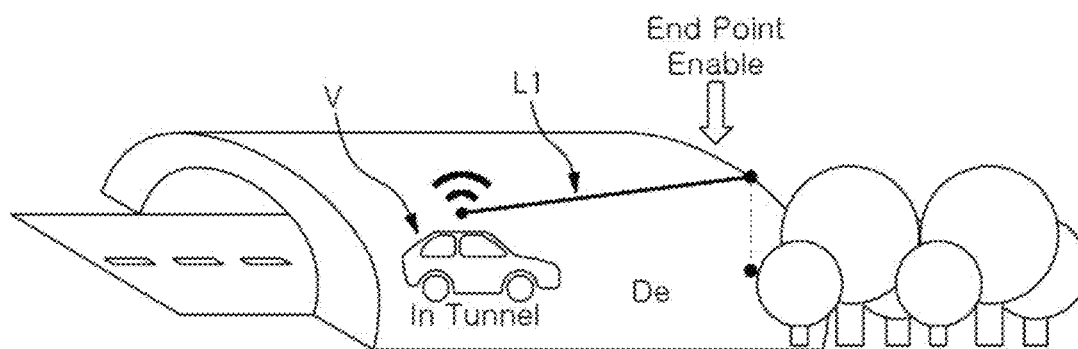 End Point
Enable
V
L1
In Tunnel
De